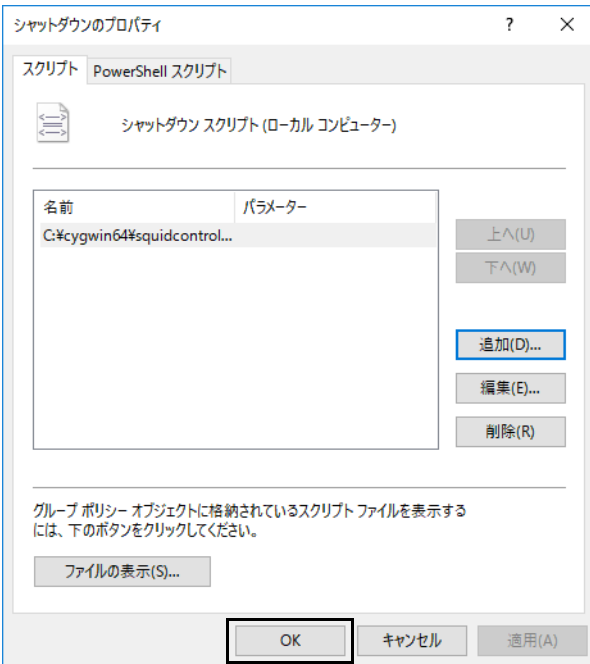 シャットダウンのプロパティ
?
スクリプト PowerShell スクリプト
シャットダウン スクリプト (ローカル コンピューター)
名前 パラメーター
C:¥cygwin64¥squidcontrol...
上へ(U)
下へ(W)
追加(D)...
編集(E)...
削除(R)
グループ ポリシー オブジェクトに格納されているスクリプト ファイルを表示する
には、下のボタンをクリックしてください。
ファイルの表示(S)...
OK キャンセル 適用(A)